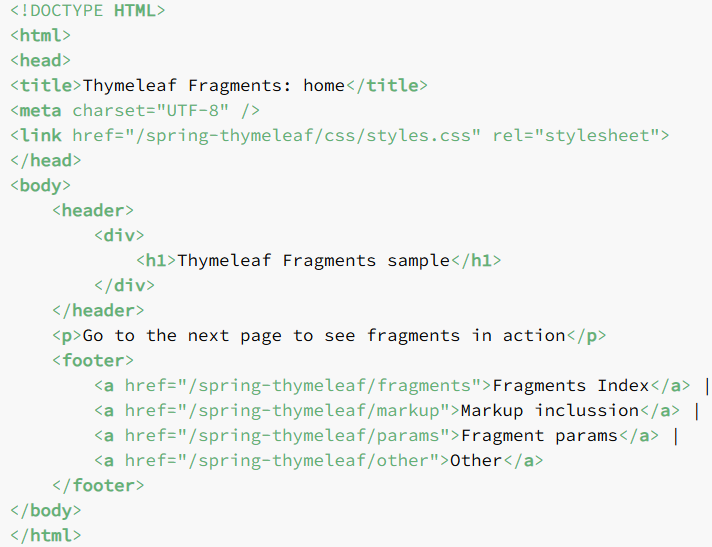 <!DOCTYPE HTML>
<html>
<head>
<title>Thymeleaf Fragments: home</title>
<meta charset="UTF-8" />
<link href="/spring-thymeleaf/css/styles.css" rel="stylesheet">
</head>
<body>
    <header>
        <div>
            <h1>Thymeleaf Fragments sample</h1>
        </div>
    </header>
    <p>Go to the next page to see fragments in action</p>
    <footer>
        <a href="/spring-thymeleaf/fragments">Fragments Index</a> |
        <a href="/spring-thymeleaf/markup">Markup inclussion</a> |
        <a href="/spring-thymeleaf/params">Fragment params</a> |
        <a href="/spring-thymeleaf/other">Other</a>
    </footer>
</body>
</html>